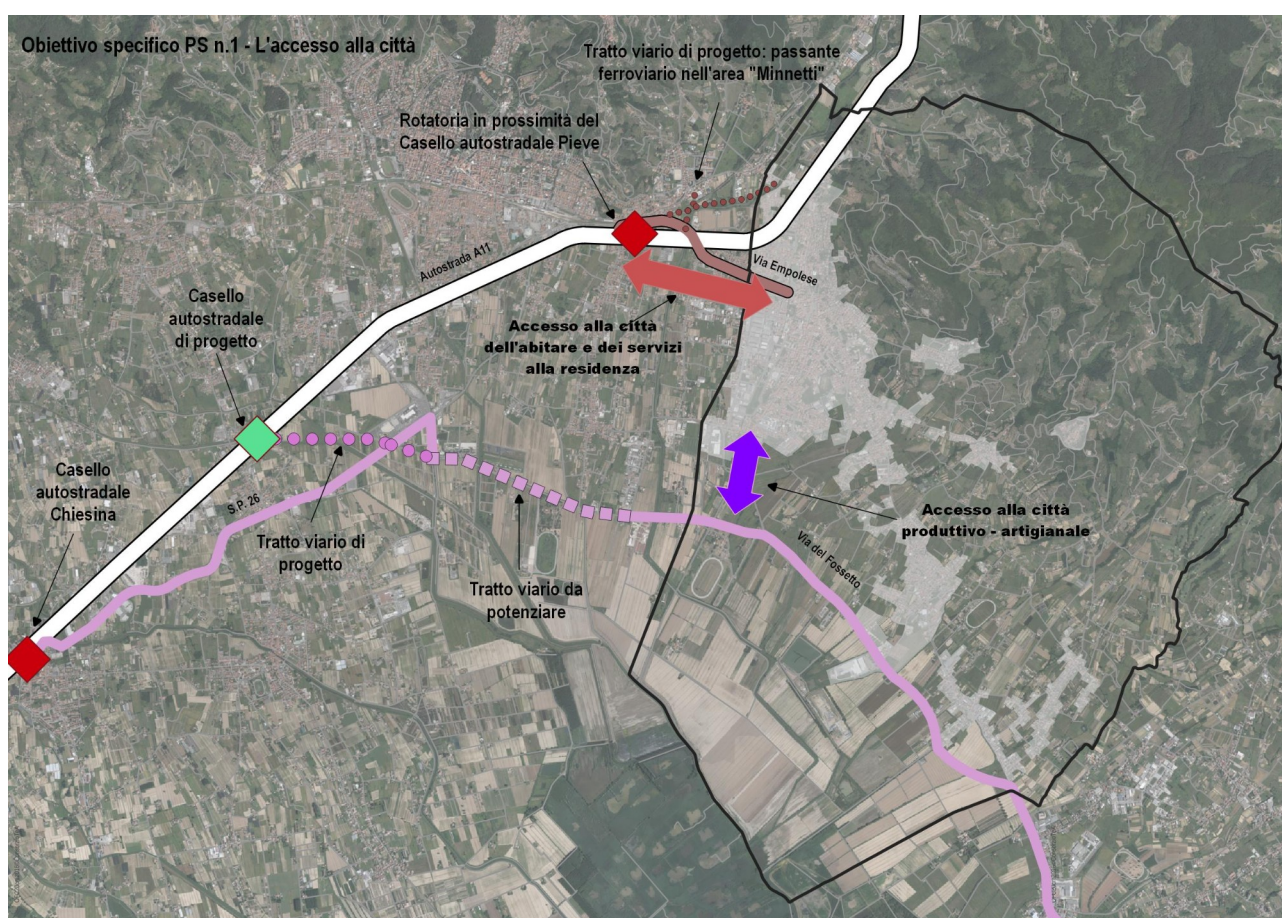 Obiettivo specifico PS n.1 - L'accesso alla città
Tratto viario di progetto: passante
ferroviario nell'area "Minnetti"
Rotatoria in prossimità del
Casello autostradale Pieve
Autostrada A11
Via Empolese
Casello
autostradale
di progetto
Accesso alla città
dell'abitare e dei servizi
alla residenza
Casello
autostradale
Chiesina
S.P. 26
Tratto viario di
progetto
Tratto viario da
potenziare
Accesso alla città
produttivo - artigianale
Via del Fossetto